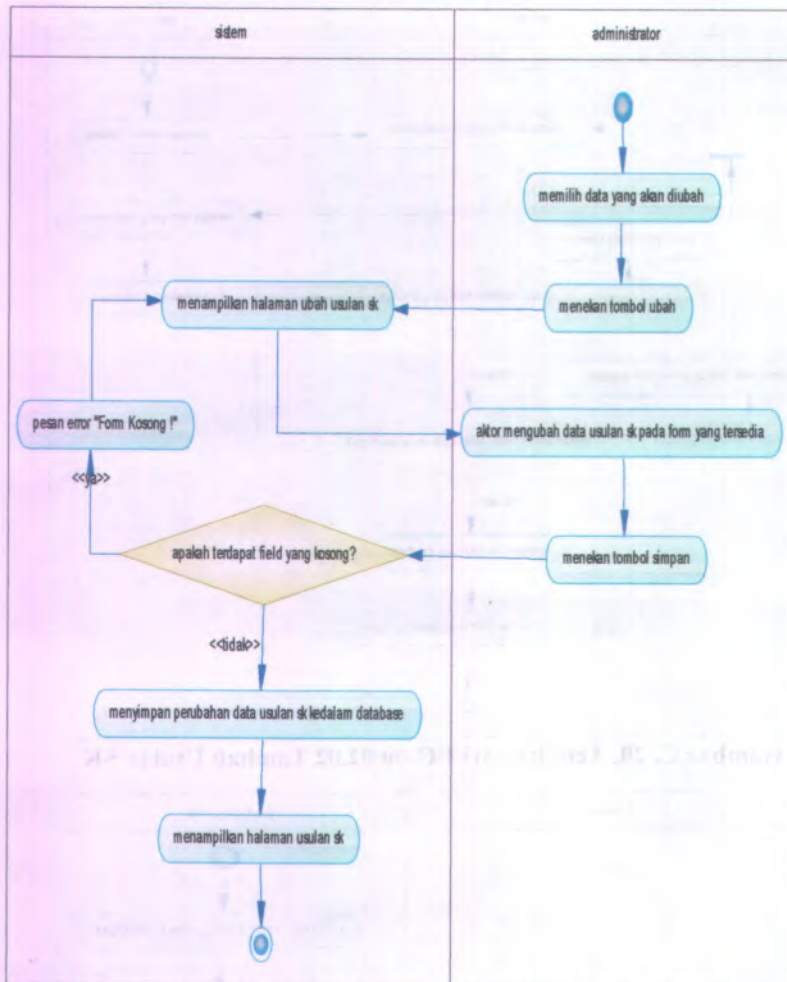 sistem
administrator
memilih data yang akan diubah
menekan tombol ubah
menampilkan halaman ubah usulan sk
pesan error "Form Kosong !"
aktor mengubah data usulan sk pada form yang tersedia
<<ya>>
apakah terdapat field yang kosong?
menekan tombol simpan
<<tidak>>
menyimpan perubahan data usulan sk kedalam database
menampilkan halaman usulan sk